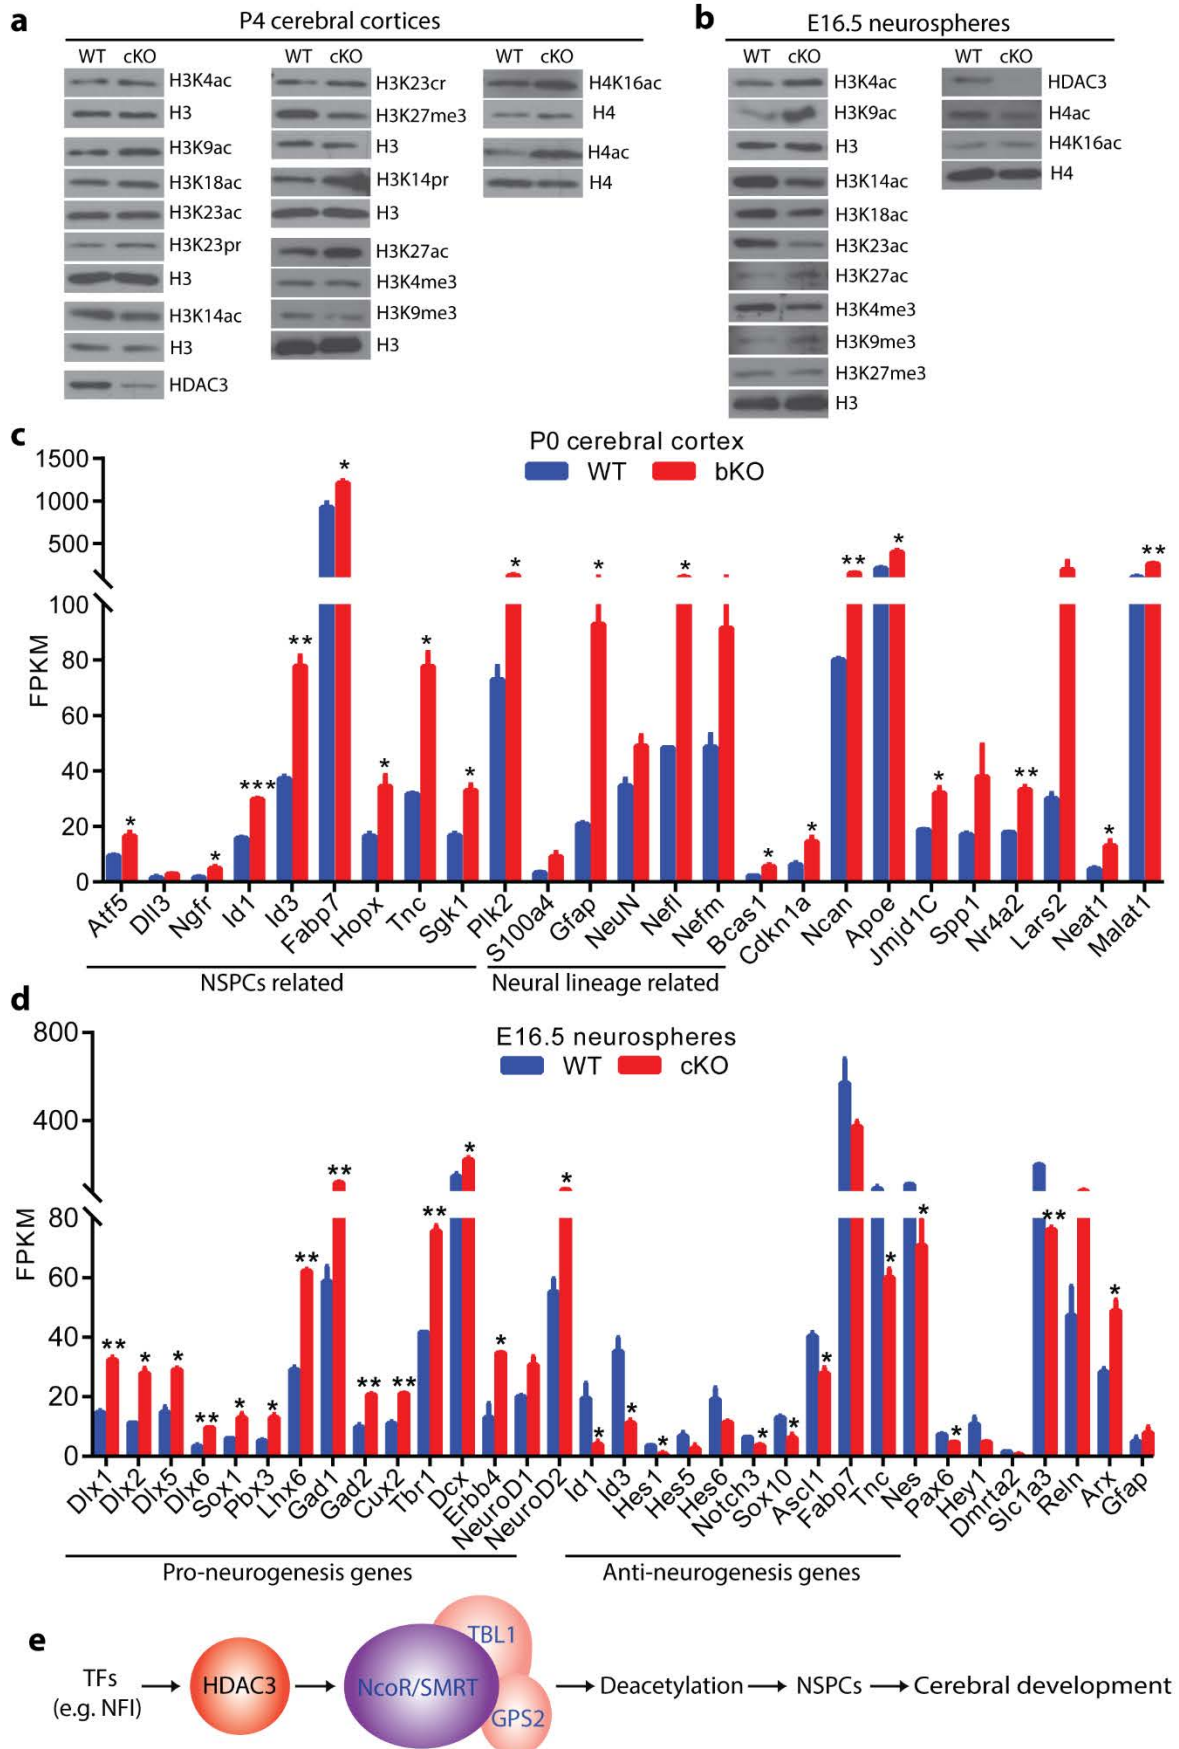 a
P4 cerebral cortices
WT cKO
H3K4ac
H3
H3K9ac
H3K18ac
H3K23ac
H3K23pr
H3
H3K14ac
H3
HDAC3
WT cKO
H3K23cr
H3K27me3
H3
H3K14pr
H3
H3K27ac
H3K4me3
H3K9me3
H3
WT cKO
H4K16ac
H4
H4ac
H4
b
E16.5 neurospheres
WT cKO
H3K4ac
H3K9ac
H3
H3K14ac
H3K18ac
H3K23ac
H3K27ac
H3K4me3
H3K9me3
H3K27me3
H3
WT cKO
HDAC3
H4ac
H4K16ac
H4
c
P0 cerebral cortex
WT bKO
FPKM
1500
1000
500
100
80
60
40
20
0
* * *** ** * * * * * * * * * ** * * ** * **
Atf5 Dll3 Ngfr Id1 Id3 Fabp7 Hopx Tnc Sgk1 Plk2 S100a4 Gfap NeuN Nefl Nefm Bcas1 Cdkn1a Ncan Apoe Jmjd1C Spp1 Nr4a2 Lars2 Neat1 Malat1
NSPCs related
Neural lineage related
d
E16.5 neurospheres
WT cKO
FPKM
800
400
80
60
40
20
0
** * * ** * * ** ** ** ** ** * * * * * * * * * * * * ** *
Dlx1 Dlx2 Dlx5 Dlx6 Sox1 Pbx3 Lhx6 Gad1 Gad2 Cux2 Tbr1 Dcx Erbb4 NeuroD1 NeuroD2 Id1 Id3 Hes1 Hes5 Hes6 Notch3 Sox10 Ascl1 Fabp7 Tnc Nes Pax6 Hey1 Dmrta2 Slc1a3 Reln Arx Gfap
Pro-neurogenesis genes
Anti-neurogenesis genes
e
TFs
(e.g. NFI)
HDAC3
NcoR/SMRT
TBL1
GPS2
Deacetylation
NSPCs
Cerebral development